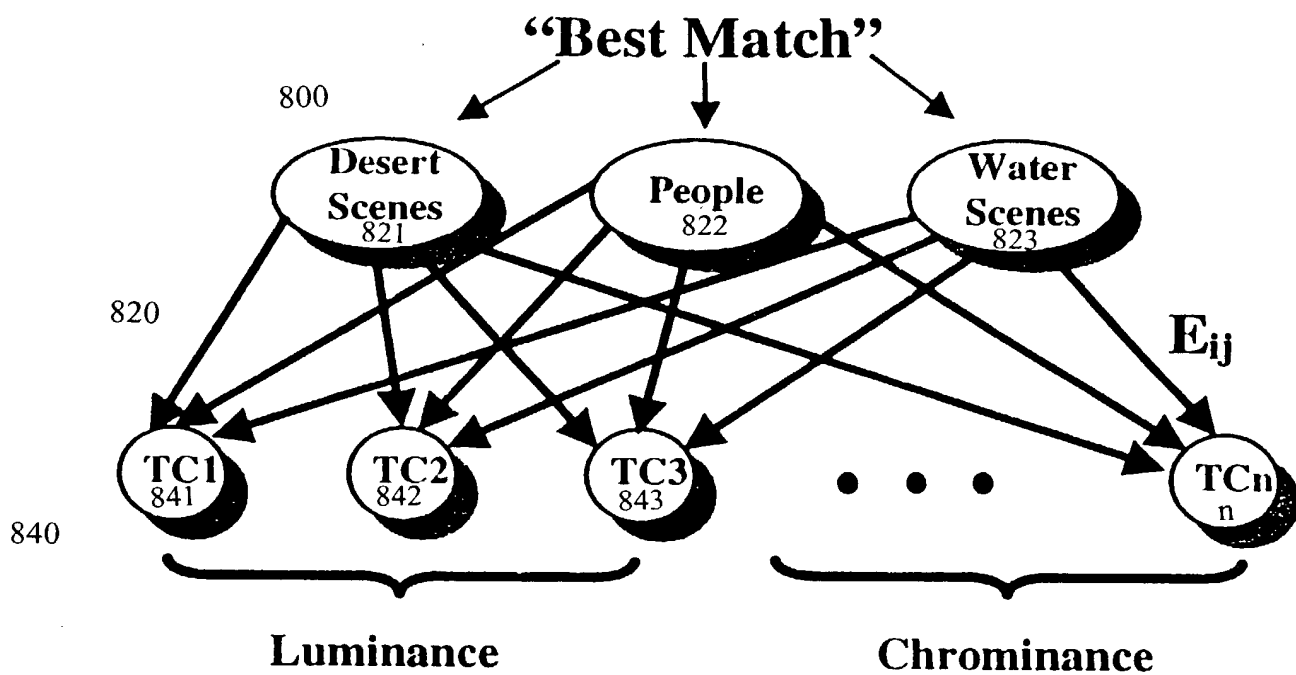 “Best Match”
800
Desert
Scenes
821
People
822
Water
Scenes
823
820
Eij
TC1
841
TC2
842
TC3
843
TCn
n
840
Luminance
Chrominance